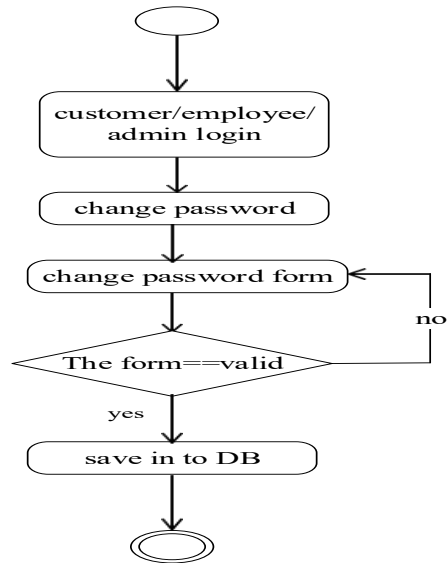 customer/employee/
admin login
change password
change password form
no
The form==valid
yes
save in to DB